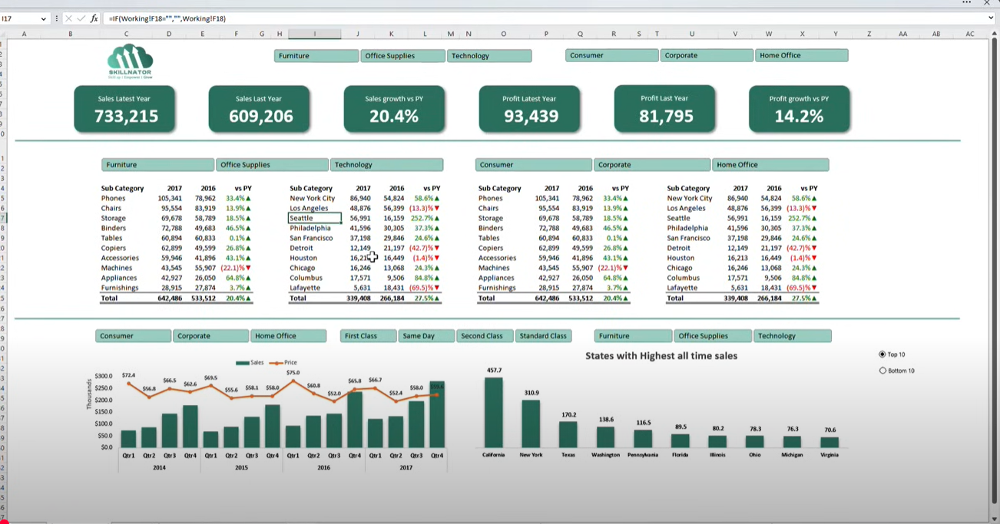 I17 fx =IF(Working!F18="","",Working!F18)
A B C D E F G H I J K L M N O P Q R S T U V W X Y Z AA AB AC
SKILLNATOR
Skill up | Empower | Grow
Furniture Office Supplies Technology Consumer Corporate Home Office
Sales Latest Year Sales Last Year Sales growth vs PY Profit Latest Year Profit Last Year Profit growth vs PY
733,215 609,206 20.4% 93,439 81,795 14.2%
Furniture Office Supplies Technology Consumer Corporate Home Office
Sub Category 2017 2016 vs PY Sub Category 2017 2016 vs PY Sub Category 2017 2016 vs PY Sub Category 2017 2016 vs PY
Phones 105,341 78,962 33.4%▲ New York City 86,940 54,824 58.6%▲ Phones 105,341 78,962 33.4%▲ New York City 86,940 54,824 58.6%▲
Chairs 95,554 83,919 13.9%▲ Los Angeles 48,876 56,399 (13.3)%▼ Chairs 95,554 83,919 13.9%▲ Los Angeles 48,876 56,399 (13.3)%▼
Storage 69,678 58,789 18.5%▲ Seattle 56,991 16,159 252.7%▲ Storage 69,678 58,789 18.5%▲ Seattle 56,991 16,159 252.7%▲
Binders 72,788 49,683 46.5%▲ Philadelphia 41,596 30,305 37.3%▲ Binders 72,788 49,683 46.5%▲ Philadelphia 41,596 30,305 37.3%▲
Tables 60,894 60,833 0.1%▲ San Francisco 37,198 29,846 24.6%▲ Tables 60,894 60,833 0.1%▲ San Francisco 37,198 29,846 24.6%▲
Copiers 62,899 49,599 26.8%▲ Detroit 12,149 21,197 (42.7)%▼ Copiers 62,899 49,599 26.8%▲ Detroit 12,149 21,197 (42.7)%▼
Accessories 59,946 41,896 43.1%▲ Houston 16,213 16,449 (1.4)%▼ Accessories 59,946 41,896 43.1%▲ Houston 16,213 16,449 (1.4)%▼
Machines 43,545 55,907 (22.1)%▼ Chicago 16,246 13,068 24.3%▲ Machines 43,545 55,907 (22.1)%▼ Chicago 16,246 13,068 24.3%▲
Appliances 42,927 26,050 64.8%▲ Columbus 17,571 9,506 84.8%▲ Appliances 42,927 26,050 64.8%▲ Columbus 17,571 9,506 84.8%▲
Furnishings 28,915 27,874 3.7%▲ Lafayette 5,631 18,431 (69.5)%▼ Furnishings 28,915 27,874 3.7%▲ Lafayette 5,631 18,431 (69.5)%▼
Total 642,486 533,512 20.4%▲ Total 339,408 266,184 27.5%▲ Total 642,486 533,512 20.4%▲ Total 339,408 266,184 27.5%▲
Consumer Corporate Home Office First Class Same Day Second Class Standard Class Furniture Office Supplies Technology
Sales Price
Thousands
$300.0
$250.0
$200.0
$150.0
$100.0
$50.0
$0.0
$72.4 $56.8 $66.5 $62.6 $69.5 $55.6 $58.1 $58.0 $75.0 $60.8 $52.0 $65.8 $66.7 $52.4 $58.0
Qtr1 Qtr2 Qtr3 Qtr4 Qtr1 Qtr2 Qtr3 Qtr4 Qtr1 Qtr2 Qtr3 Qtr4 Qtr1 Qtr2 Qtr3 Qtr4
2014 2015 2016 2017
States with Highest all time sales
Top 10
Bottom 10
457.7 310.9 170.2 138.6 116.5 89.5 80.2 78.3 76.3 70.6
California New York Texas Washington Pennsylvania Florida Illinois Ohio Michigan Virginia